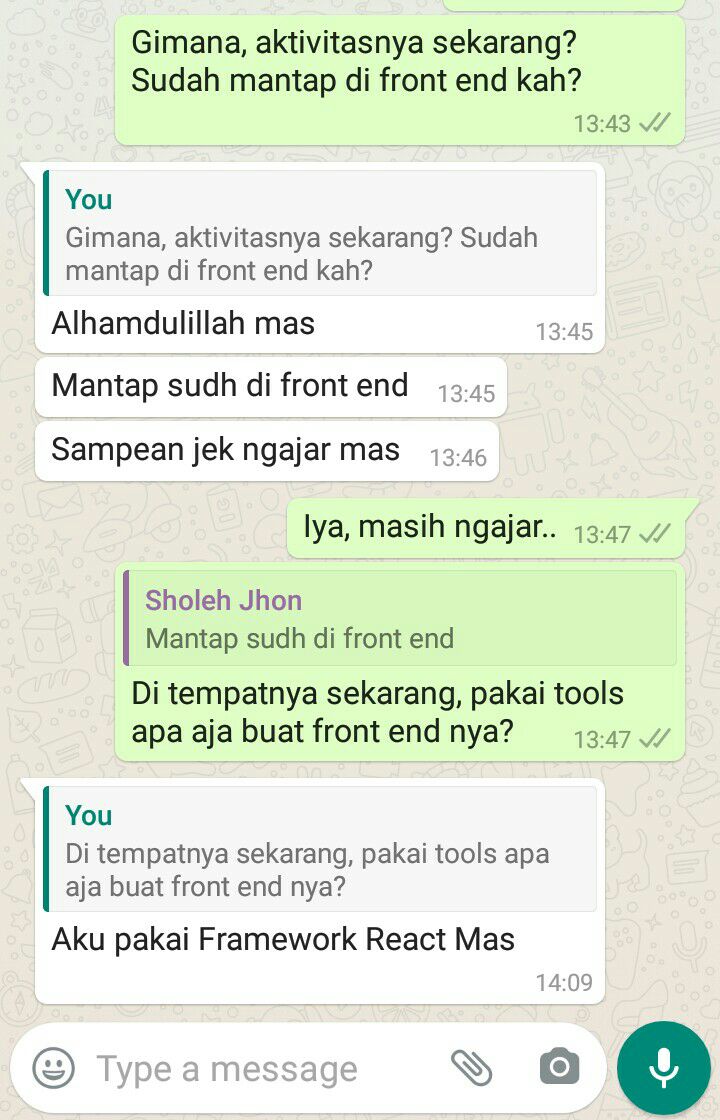 Gimana, aktivitasnya sekarang?
Sudah mantap di front end kah?
13:43
You
Gimana, aktivitasnya sekarang? Sudah
mantap di front end kah?
Alhamdulillah mas
13:45
Mantap sudh di front end
13:45
Sampean jek ngajar mas
13:46
Iya, masih ngajar..
13:47
Sholeh Jhon
Mantap sudh di front end
Di tempatnya sekarang, pakai tools
apa aja buat front end nya?
13:47
You
Di tempatnya sekarang, pakai tools apa
aja buat front end nya?
Aku pakai Framework React Mas
14:09
Type a message